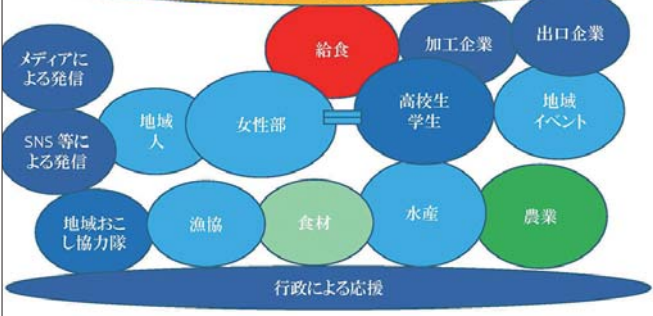 給食
加工企業
出口企業
メディアに
よる発信
地域
人
女性部
高校生
学生
地域
イベント
SNS 等に
よる発信
地域おこ
し協力隊
漁協
食材
水産
農業
行政による応援